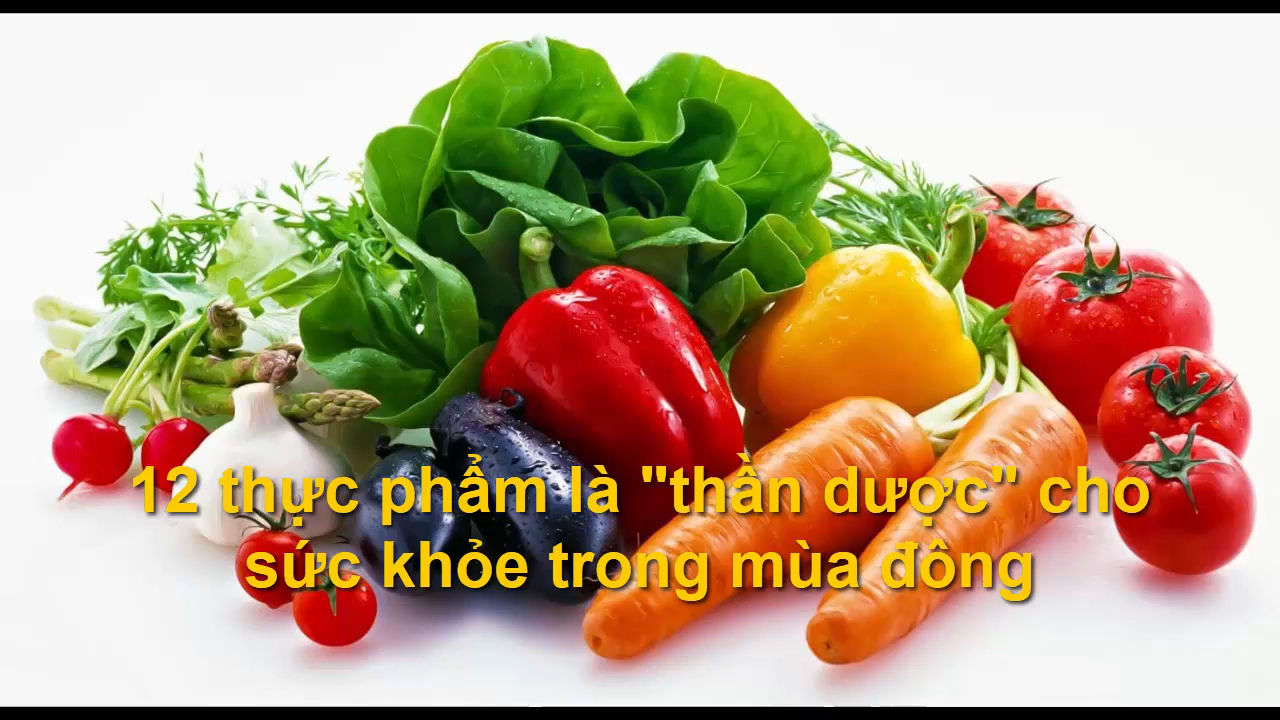 12 thực phẩm là "thần dược" cho
sức khỏe trong mùa đông